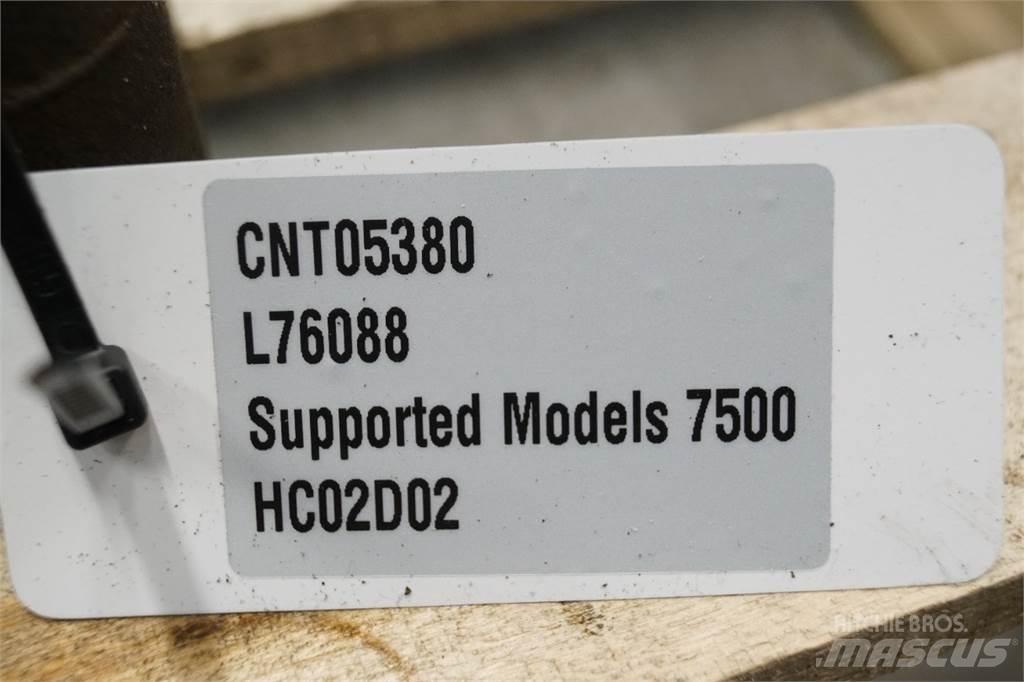 CNT05380
L76088
Supported Models 7500
HC02D02
RITCHIE BROS.
MASCUS